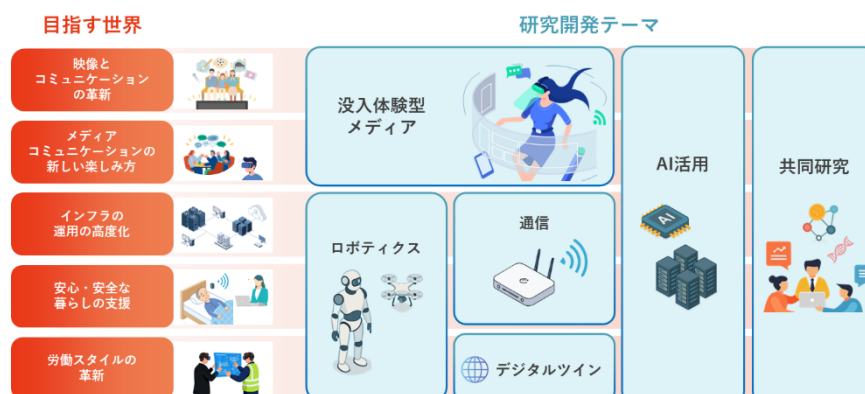 目指す世界
研究開発テーマ
映像と
コミュニケーション
の革新
メディア
コミュニケーションの
新しい楽しみ方
インフラの
運用の高度化
安心・安全な
暮らしの支援
労働スタイルの
革新
没入体験型
メディア
ロボティクス
通信
デジタルツイン
AI活用
AI
共同研究